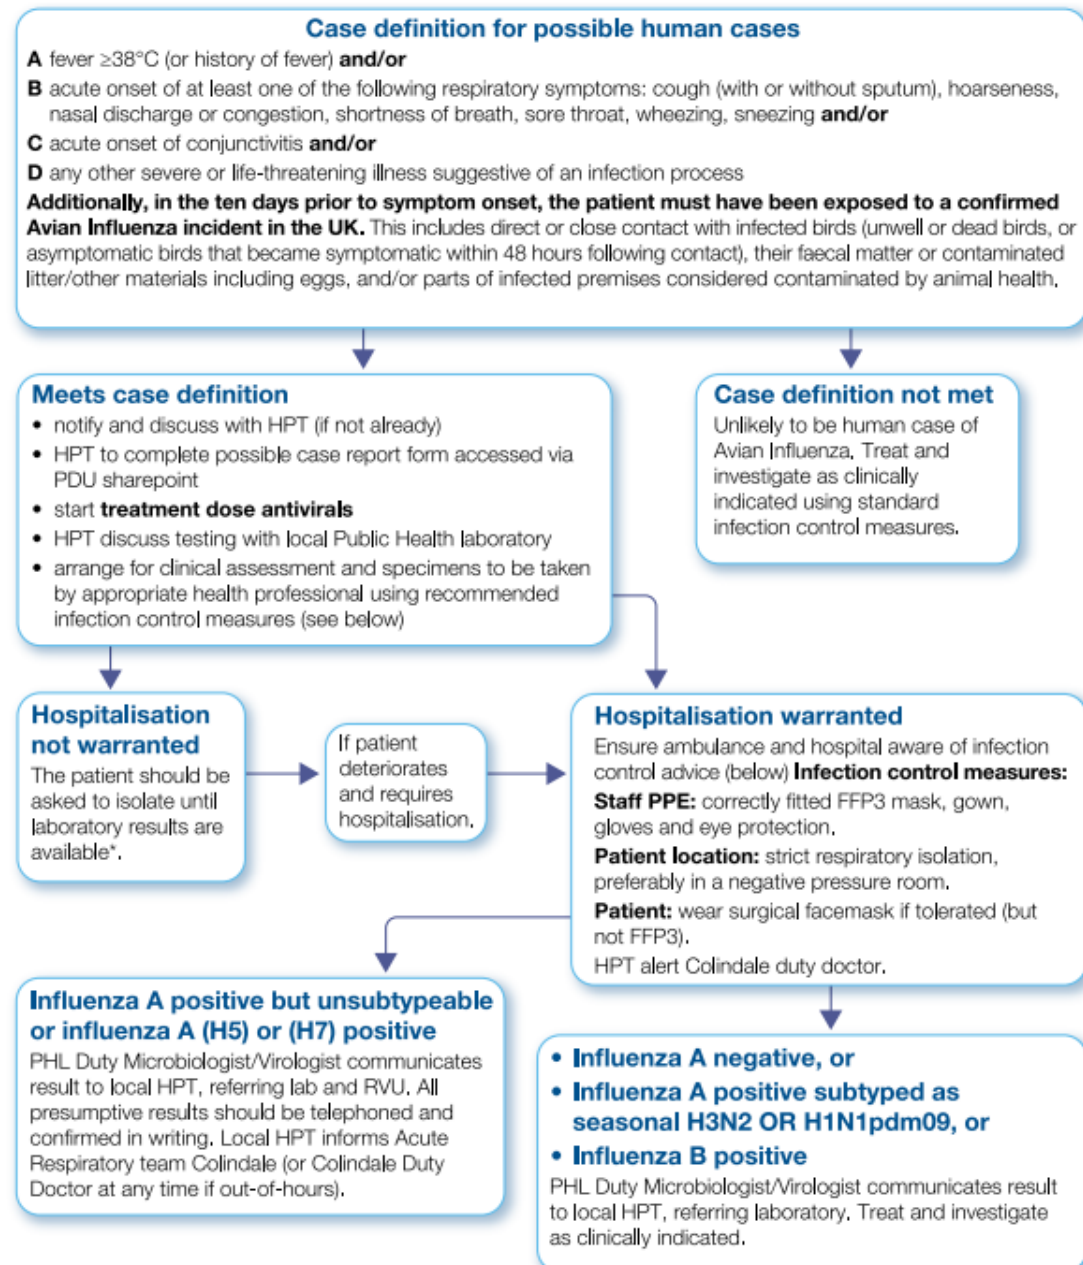 Case definition for possible human cases
A fever ≥38°C (or history of fever) and/or
B acute onset of at least one of the following respiratory symptoms: cough (with or without sputum), hoarseness,
nasal discharge or congestion, shortness of breath, sore throat, wheezing, sneezing and/or
C acute onset of conjunctivitis and/or
D any other severe or life-threatening illness suggestive of an infection process
Additionally, in the ten days prior to symptom onset, the patient must have been exposed to a confirmed
Avian Influenza incident in the UK. This includes direct or close contact with infected birds (unwell or dead birds, or
asymptomatic birds that became symptomatic within 48 hours following contact), their faecal matter or contaminated
litter/other materials including eggs, and/or parts of infected premises considered contaminated by animal health.
Meets case definition
• notify and discuss with HPT (if not already)
• HPT to complete possible case report form accessed via
PDU sharepoint
• start treatment dose antivirals
• HPT discuss testing with local Public Health laboratory
• arrange for clinical assessment and specimens to be taken
by appropriate health professional using recommended
infection control measures (see below)
Case definition not met
Unlikely to be human case of
Avian Influenza. Treat and
investigate as clinically
indicated using standard
infection control measures.
Hospitalisation
not warranted
The patient should be
asked to isolate until
laboratory results are
available*.
If patient
deteriorates
and requires
hospitalisation.
Hospitalisation warranted
Ensure ambulance and hospital aware of infection
control advice (below) Infection control measures:
Staff PPE: correctly fitted FFP3 mask, gown,
gloves and eye protection.
Patient location: strict respiratory isolation,
preferably in a negative pressure room.
Patient: wear surgical facemask if tolerated (but
not FFP3).
HPT alert Colindale duty doctor.
Influenza A positive but unsubtypeable
or influenza A (H5) or (H7) positive
PHL Duty Microbiologist/Virologist communicates
result to local HPT, referring lab and RVU. All
presumptive results should be telephoned and
confirmed in writing. Local HPT informs Acute
Respiratory team Colindale (or Colindale Duty
Doctor at any time if out-of-hours).
• Influenza A negative, or
• Influenza A positive subtyped as
seasonal H3N2 OR H1N1pdm09, or
• Influenza B positive
PHL Duty Microbiologist/Virologist communicates result
to local HPT, referring laboratory. Treat and investigate
as clinically indicated.